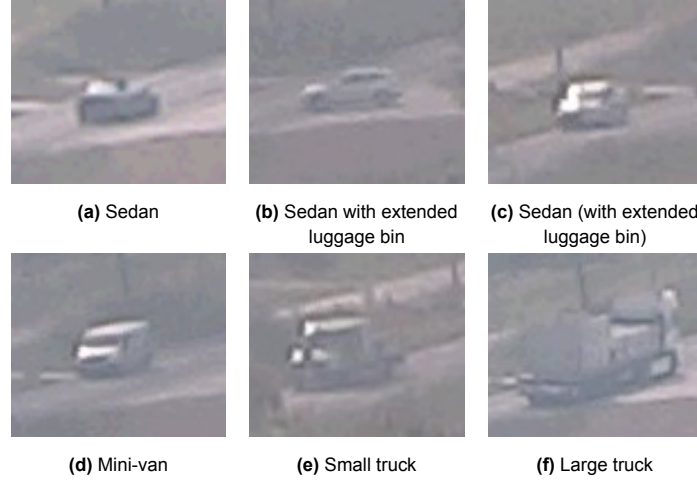 (a) Sedan
(b) Sedan with extended
luggage bin
(c) Sedan (with extended
luggage bin)
(d) Mini-van
(e) Small truck
(f) Large truck